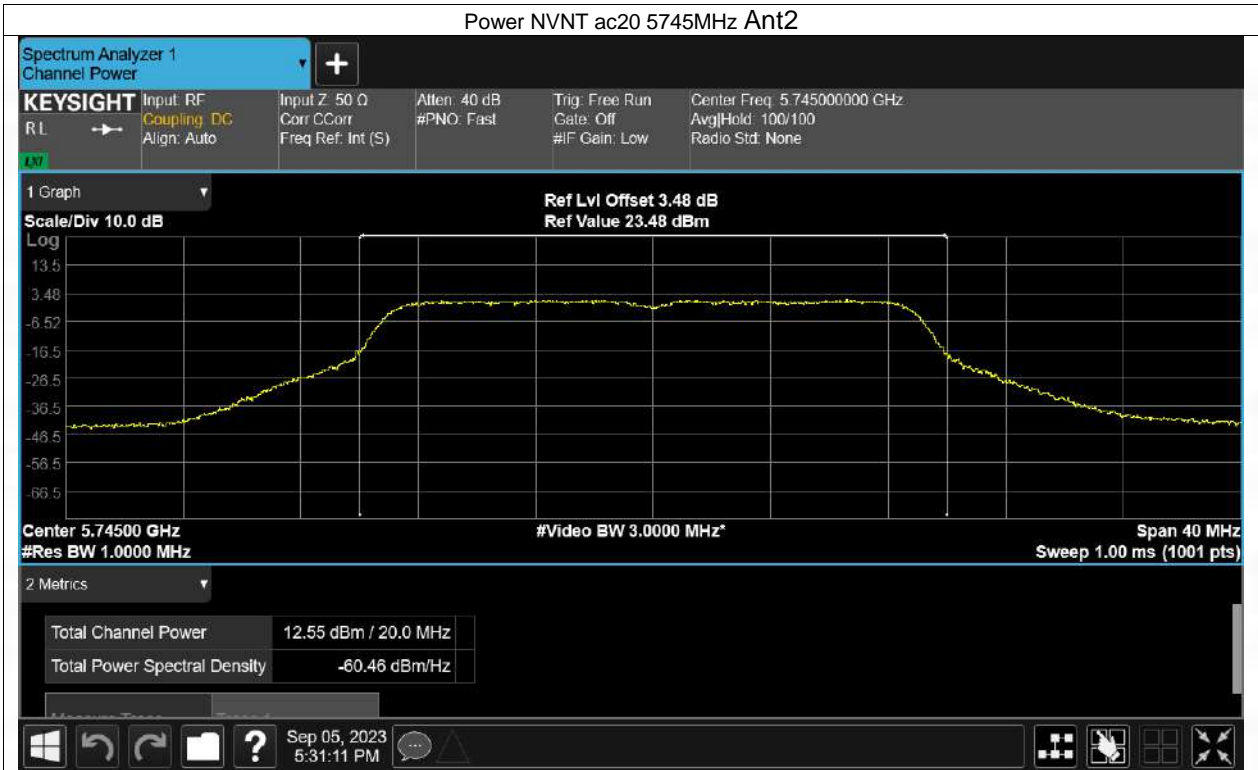 Power NVNT ac20 5745MHz Ant2
Spectrum Analyzer 1
Channel Power
KEYSIGHT
RL
LXI
Input: RF
Coupling: DC
Align: Auto
Input Z: 50 Ω
Corr CCorr
Freq Ref: Int (S)
Atten: 40 dB
#PNO: Fast
Trig: Free Run
Gate: Off
#IF Gain: Low
Center Freq: 5.745000000 GHz
Avg|Hold: 100/100
Radio Std: None
1 Graph
Scale/Div 10.0 dB
Ref Lvl Offset 3.48 dB
Ref Value 23.48 dBm
Log
13.5
3.48
-6.52
-16.5
-26.5
-36.5
-46.5
-56.5
-66.5
Center 5.74500 GHz
#Video BW 3.0000 MHz*
Span 40 MHz
#Res BW 1.0000 MHz
Sweep 1.00 ms (1001 pts)
2 Metrics
Total Channel Power 12.55 dBm / 20.0 MHz
Total Power Spectral Density -60.46 dBm/Hz
?
Sep 05, 2023
5:31:11 PM